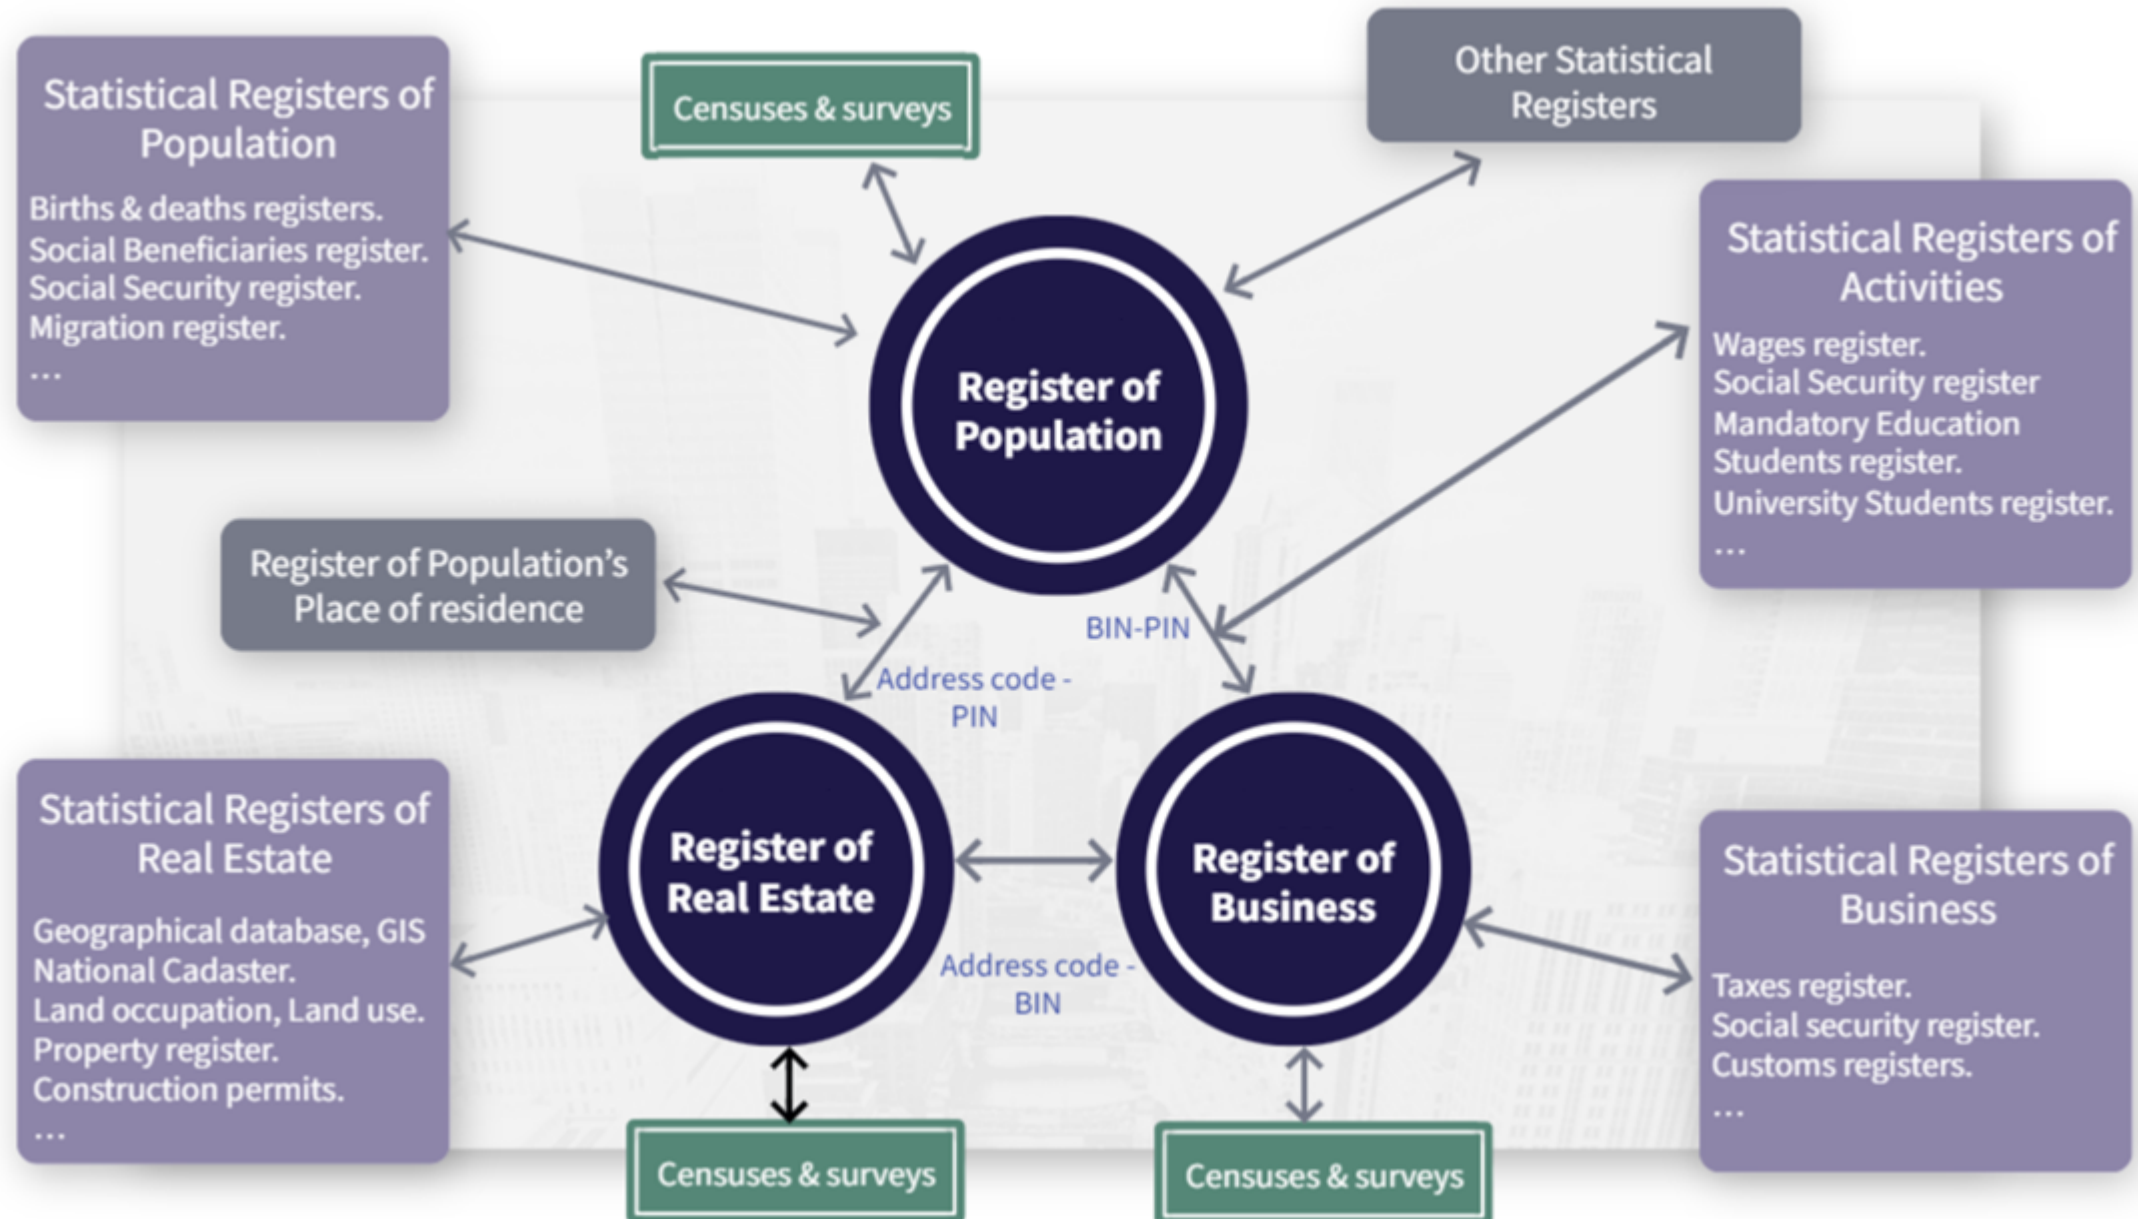 Statistical Registers of
Population
Births & deaths registers.
Social Beneficiaries register.
Social Security register.
Migration register.
...
Censuses & surveys
Other Statistical
Registers
Statistical Registers of
Activities
Wages register.
Social Security register
Mandatory Education
Students register.
University Students register.
...
Register of
Population
Register of Population’s
Place of residence
BIN-PIN
Address code -
PIN
Statistical Registers of
Real Estate
Geographical database, GIS
National Cadaster.
Land occupation, Land use.
Property register.
Construction permits.
...
Register of
Real Estate
Register of
Business
Address code -
BIN
Statistical Registers of
Business
Taxes register.
Social security register.
Customs registers.
...
Censuses & surveys
Censuses & surveys